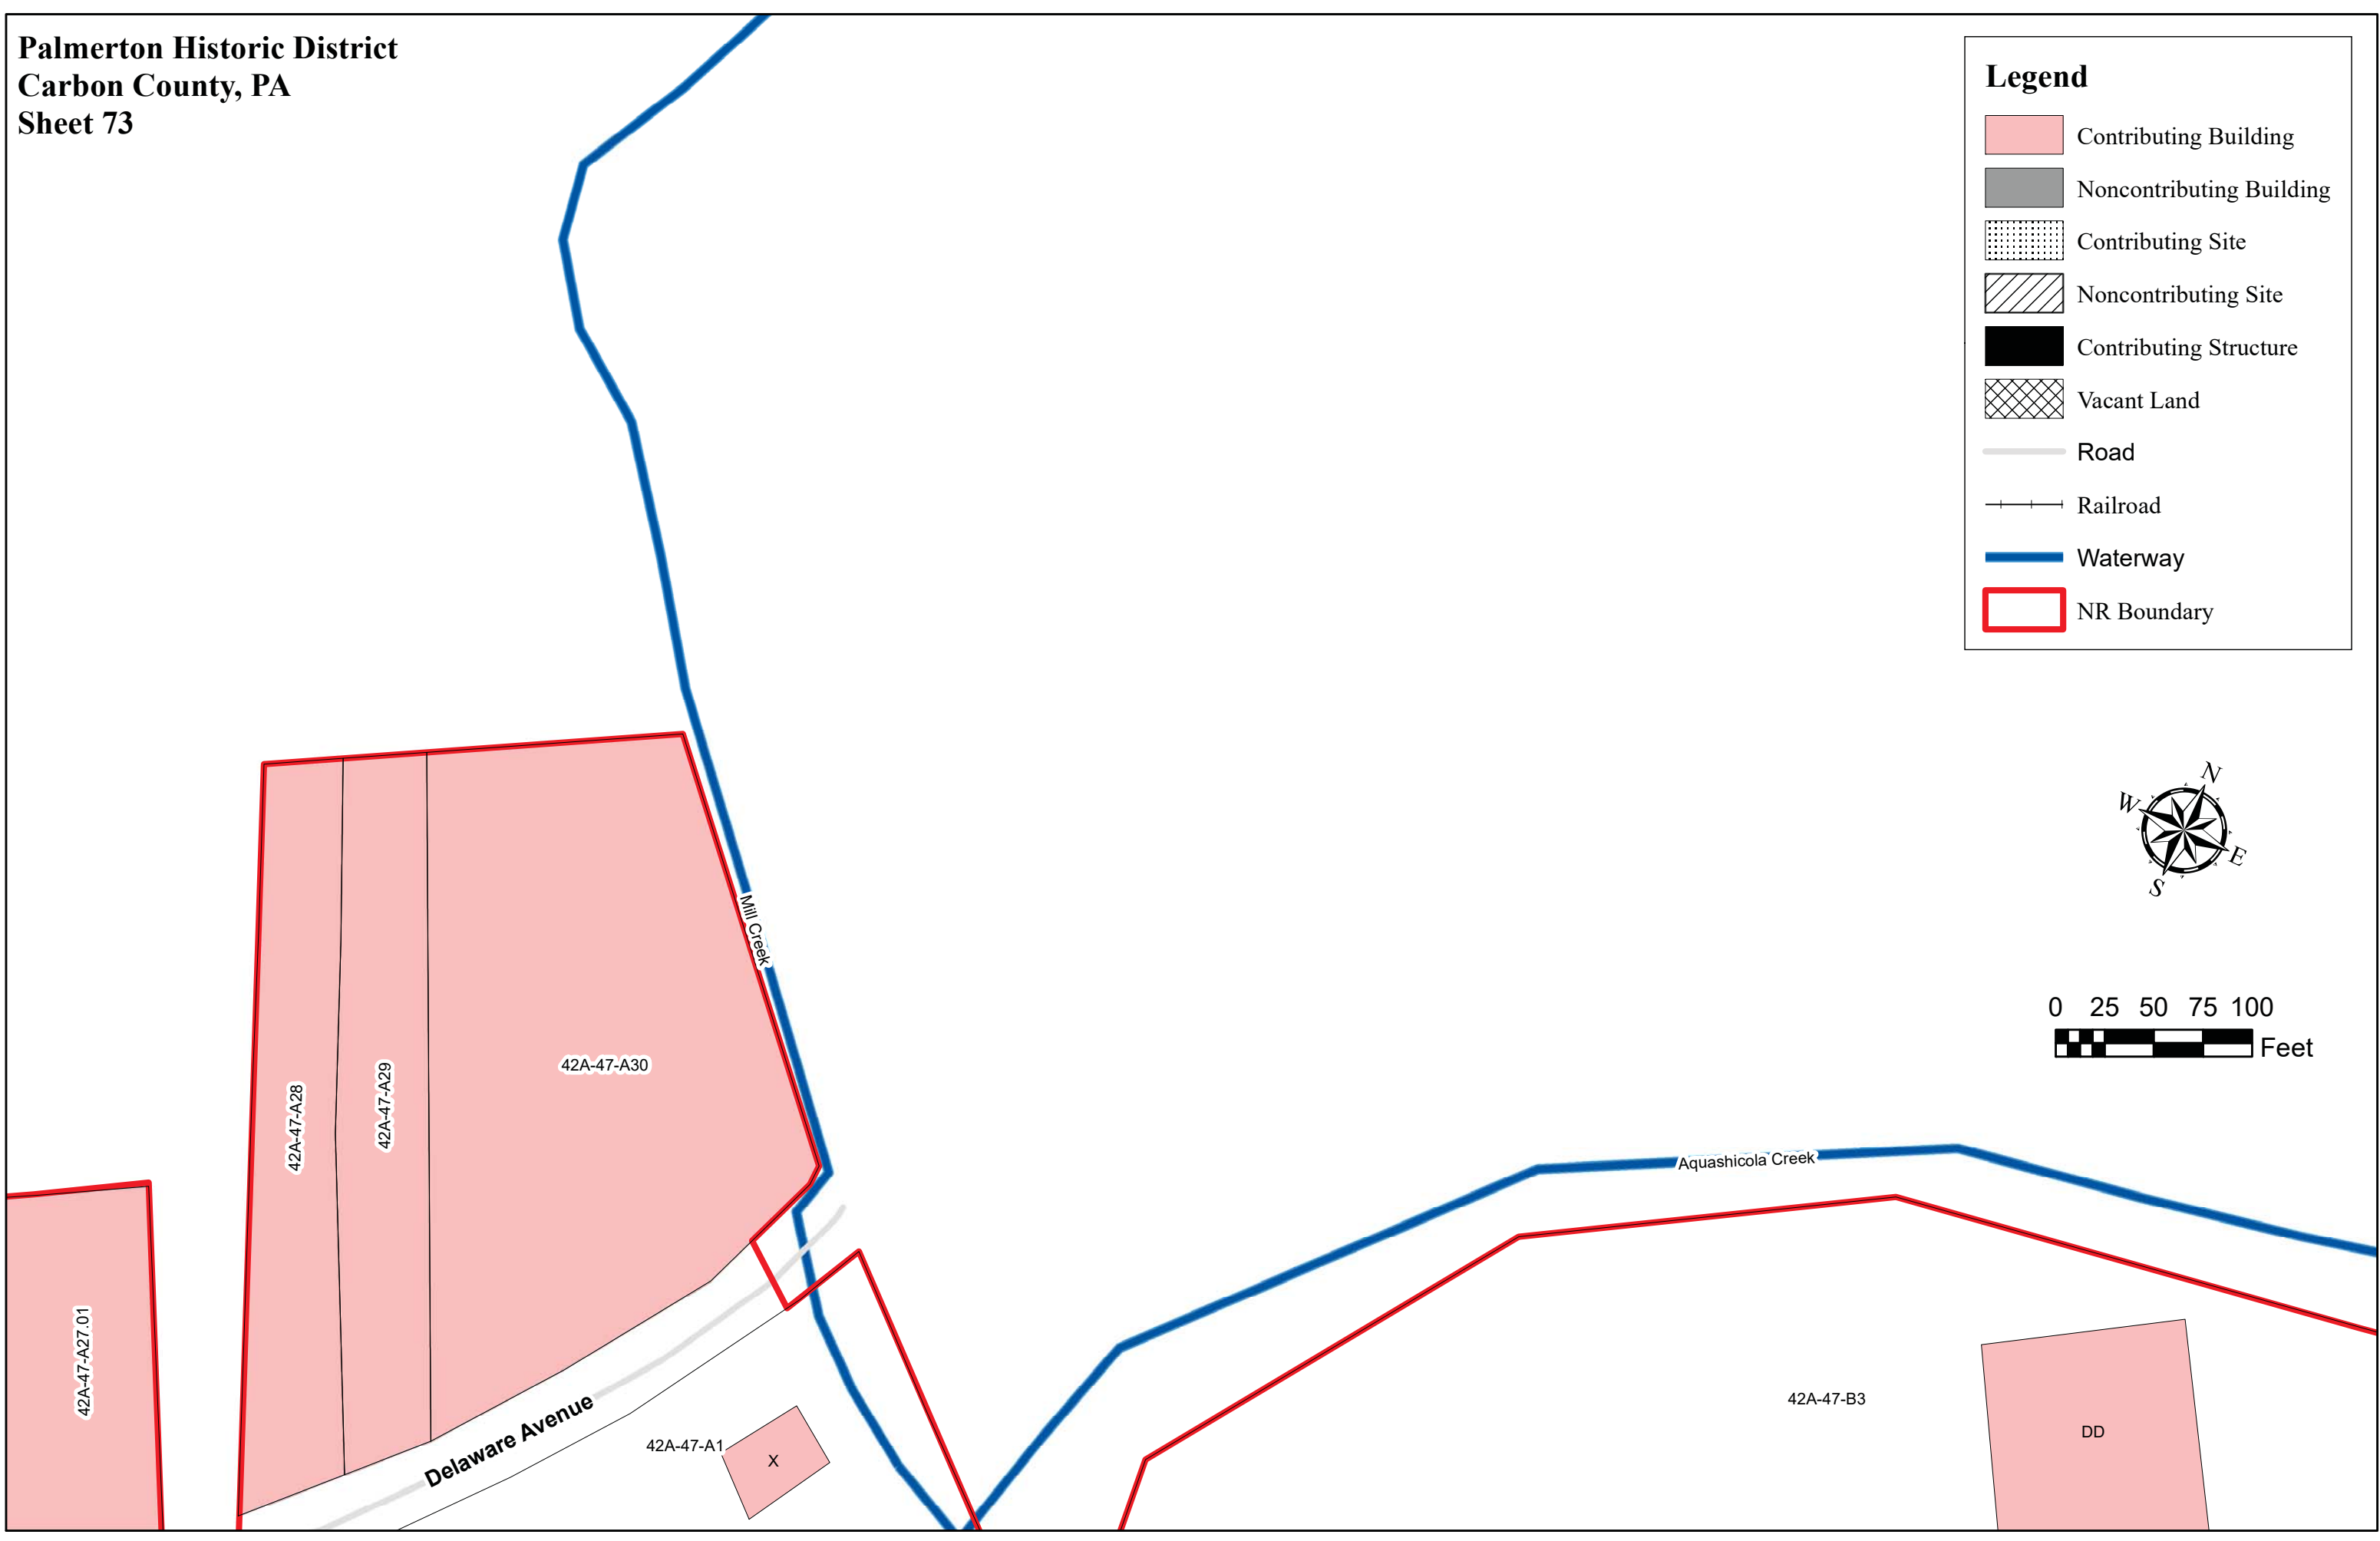 Palmerton Historic District
Carbon County, PA
Sheet 73
Legend
Contributing Building
Noncontributing Building
Contributing Site
Noncontributing Site
Contributing Structure
Vacant Land
Road
Railroad
Waterway
NR Boundary
N
W
E
S
0 25 50 75 100
Feet
Mill Creek
42A-47-A30
42A-47-A28
42A-47-A29
42A-47-A27.01
Delaware Avenue
42A-47-A1
X
Aquashicola Creek
42A-47-B3
DD